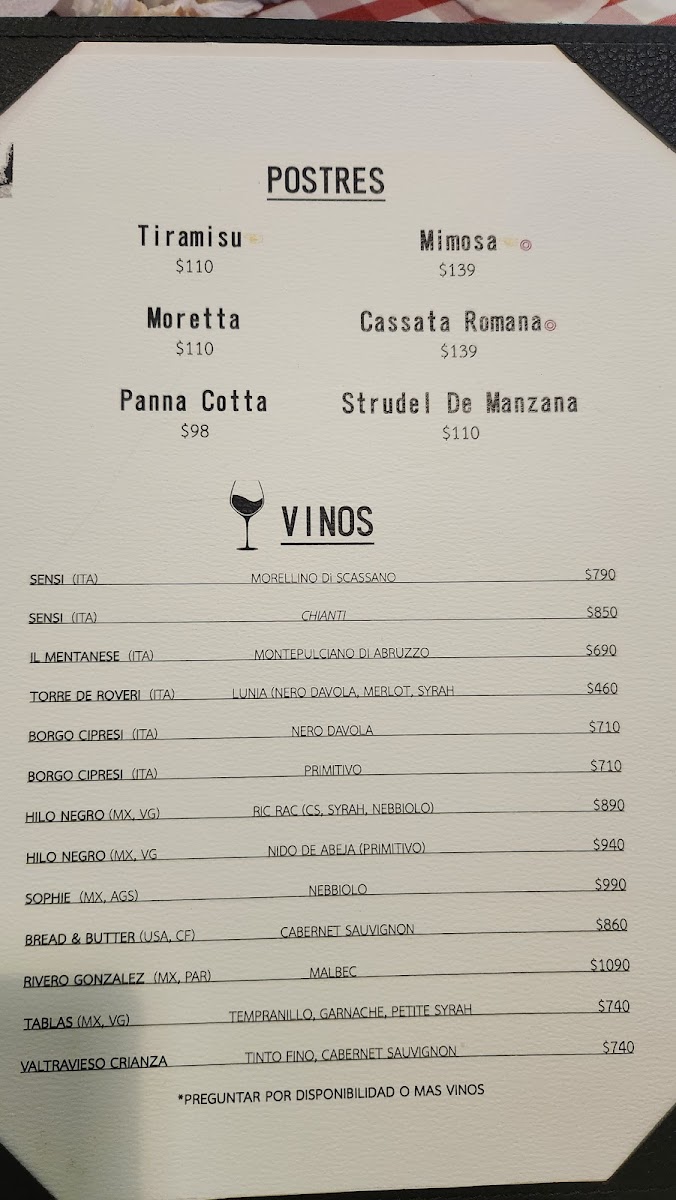 POSTRES
Tiramisu
$110
Mimosa
$139
Moretta
$110
Cassata Romana
$139
Panna Cotta
$98
Strudel De Manzana
$110
VINOS
SENSI (ITA) MORELLINO Di SCASSANO $790
SENSI (ITA) CHIANTI $850
IL MENTANESE (ITA) MONTEPULCIANO DI ABRUZZO $690
TORRE DE ROVERI (ITA) LUNIA (NERO DAVOLA, MERLOT, SYRAH $460
BORGO CIPRESI (ITA) NERO DAVOLA $710
BORGO CIPRESI (ITA) PRIMITIVO $710
HILO NEGRO (MX, VG) RIC RAC (CS, SYRAH, NEBBIOLO) $890
HILO NEGRO (MX, VG NIDO DE ABEJA (PRIMITIVO) $940
SOPHIE (MX, AGS) NEBBIOLO $990
BREAD & BUTTER (USA, CF) CABERNET SAUVIGNON $860
RIVERO GONZALEZ (MX, PAR) MALBEC $1090
TABLAS (MX, VG) TEMPRANILLO, GARNACHE, PETITE SYRAH $740
VALTRAVIESO CRIANZA TINTO FINO, CABERNET SAUVIGNON $740
*PREGUNTAR POR DISPONIBILIDAD O MAS VINOS